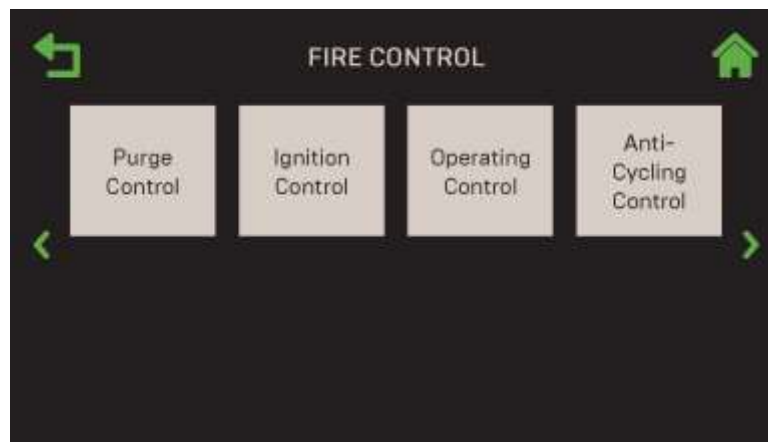 FIRE CONTROL
Purge
Control
Ignition
Control
Operating
Control
Anti-
Cycling
Control